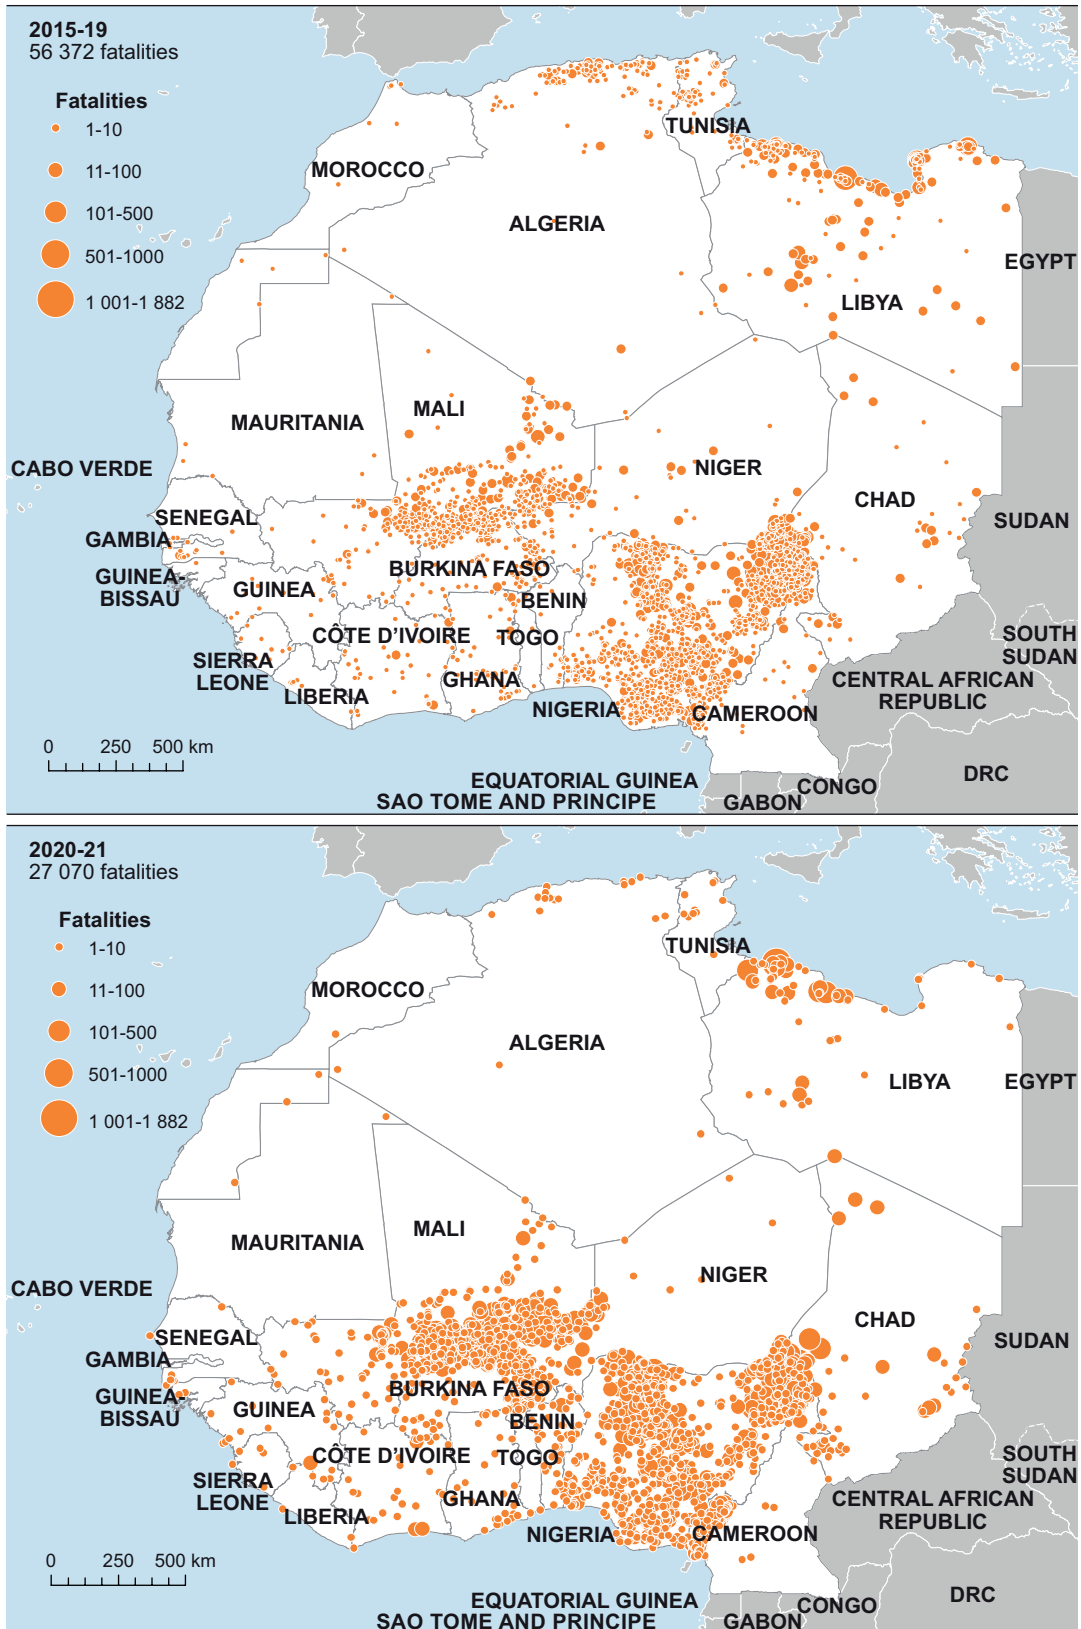 2015-19
56 372 fatalities
Fatalities
1-10
11-100
101-500
501-1000
1 001-1 882
TUNISIA
MOROCCO
ALGERIA
EGYPT
LIBYA
MALI
MAURITANIA
CABO VERDE
NIGER
CHAD
SENEGAL
SUDAN
GAMBIA
BURKINA FASO
GUINEA-
BISSAU
GUINEA
BENIN
CÔTE D'IVOIRE
TOGO
SOUTH
SUDAN
SIERRA
LEONE
GHANA
CENTRAL AFRICAN
REPUBLIC
LIBERIA
NIGERIA
CAMEROON
0 250 500 km
EQUATORIAL GUINEA
SAO TOME AND PRINCIPE
GABON
CONGO
DRC
2020-21
27 070 fatalities
Fatalities
1-10
11-100
101-500
501-1000
1 001-1 882
TUNISIA
MOROCCO
ALGERIA
LIBYA
EGYPT
MALI
MAURITANIA
CABO VERDE
NIGER
CHAD
SENEGAL
SUDAN
GAMBIA
BURKINA FASO
GUINEA-
BISSAU
GUINEA
BENIN
CÔTE D'IVOIRE
TOGO
SOUTH
SUDAN
SIERRA
LEONE
GHANA
CENTRAL AFRICAN
REPUBLIC
LIBERIA
NIGERIA
CAMEROON
0 250 500 km
EQUATORIAL GUINEA
SAO TOME AND PRINCIPE
GABON
CONGO
DRC